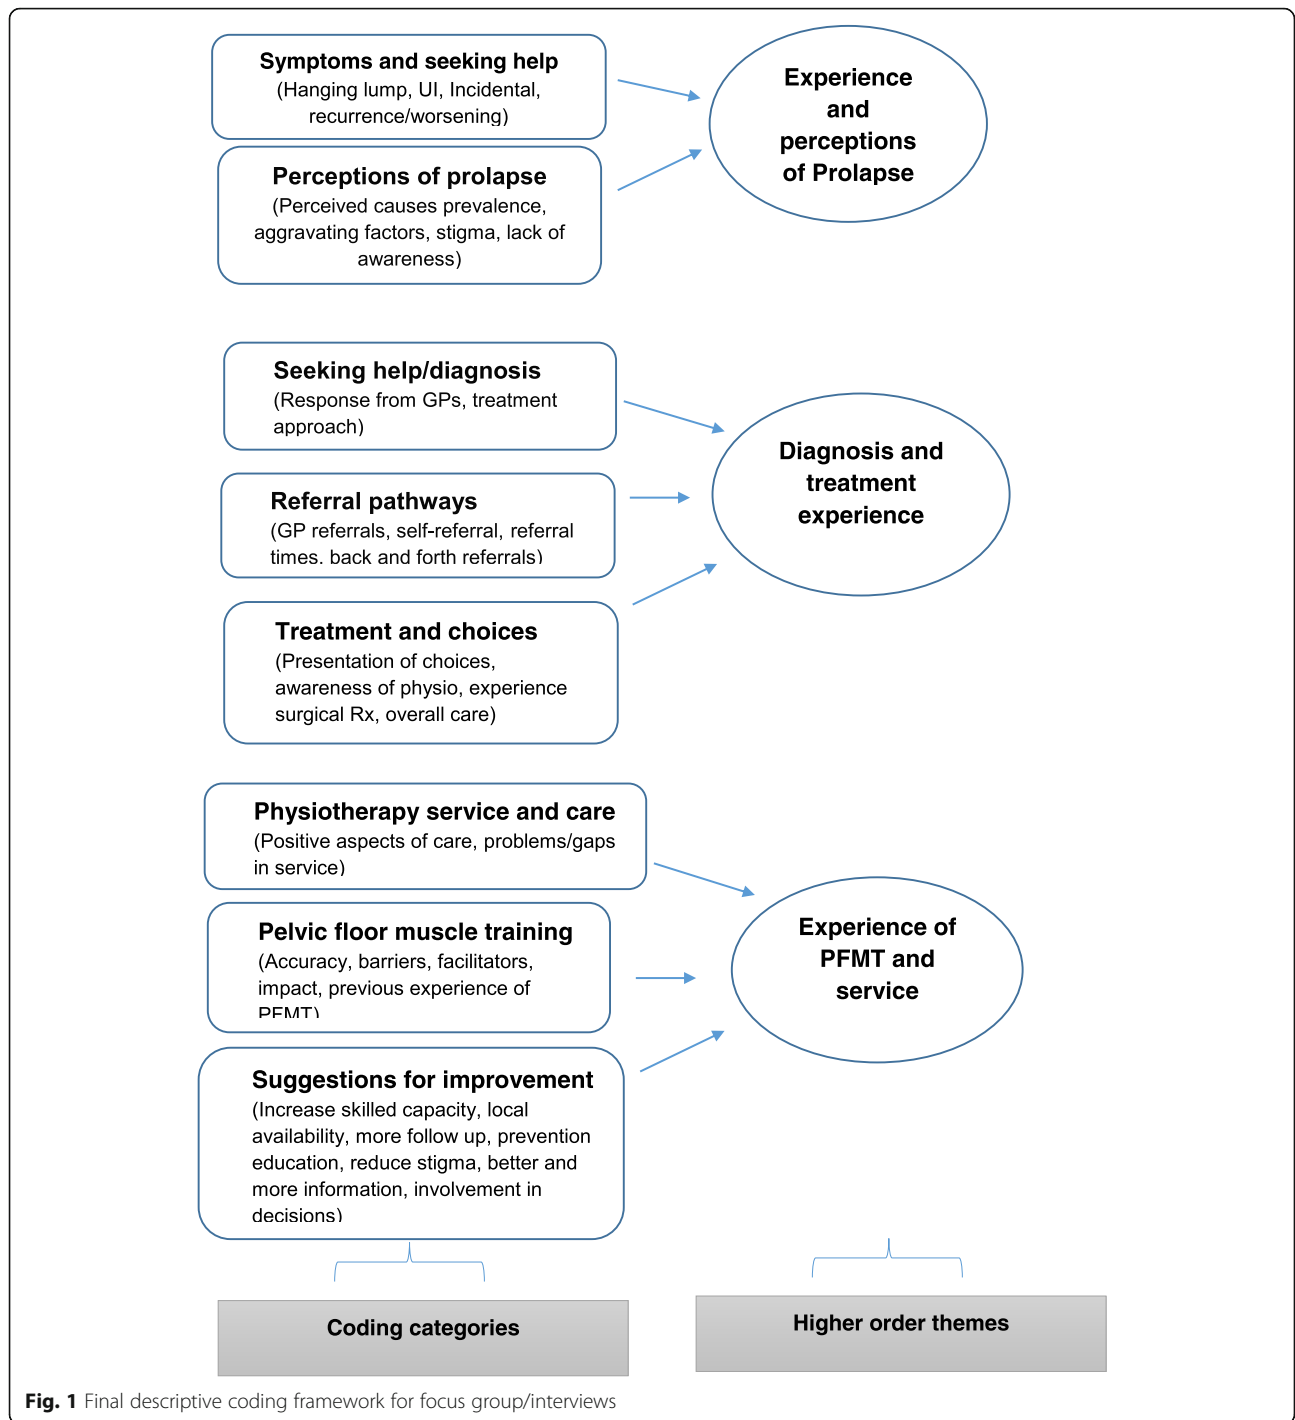 Symptoms and seeking help
(Hanging lump, UI, Incidental,
recurrence/worsening)
Experience
and
perceptions
of Prolapse
Perceptions of prolapse
(Perceived causes prevalence,
aggravating factors, stigma, lack of
awareness)
Seeking help/diagnosis
(Response from GPs, treatment
approach)
Diagnosis and
treatment
experience
Referral pathways
(GP referrals, self-referral, referral
times. back and forth referrals)
Treatment and choices
(Presentation of choices,
awareness of physio, experience
surgical Rx, overall care)
Physiotherapy service and care
(Positive aspects of care, problems/gaps
in service)
Experience of
PFMT and
service
Pelvic floor muscle training
(Accuracy, barriers, facilitators,
impact, previous experience of
PFMT)
Suggestions for improvement
(Increase skilled capacity, local
availability, more follow up, prevention
education, reduce stigma, better and
more information, involvement in
decisions)
Coding categories
Higher order themes
Fig. 1 Final descriptive coding framework for focus group/interviews